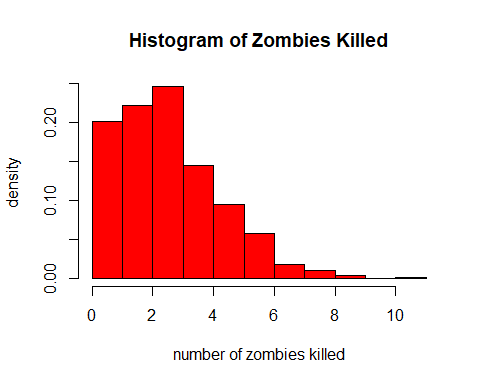 Histogram of Zombies Killed
density
0.20
0.10
0.00
0 2 4 6 8 10
number of zombies killed